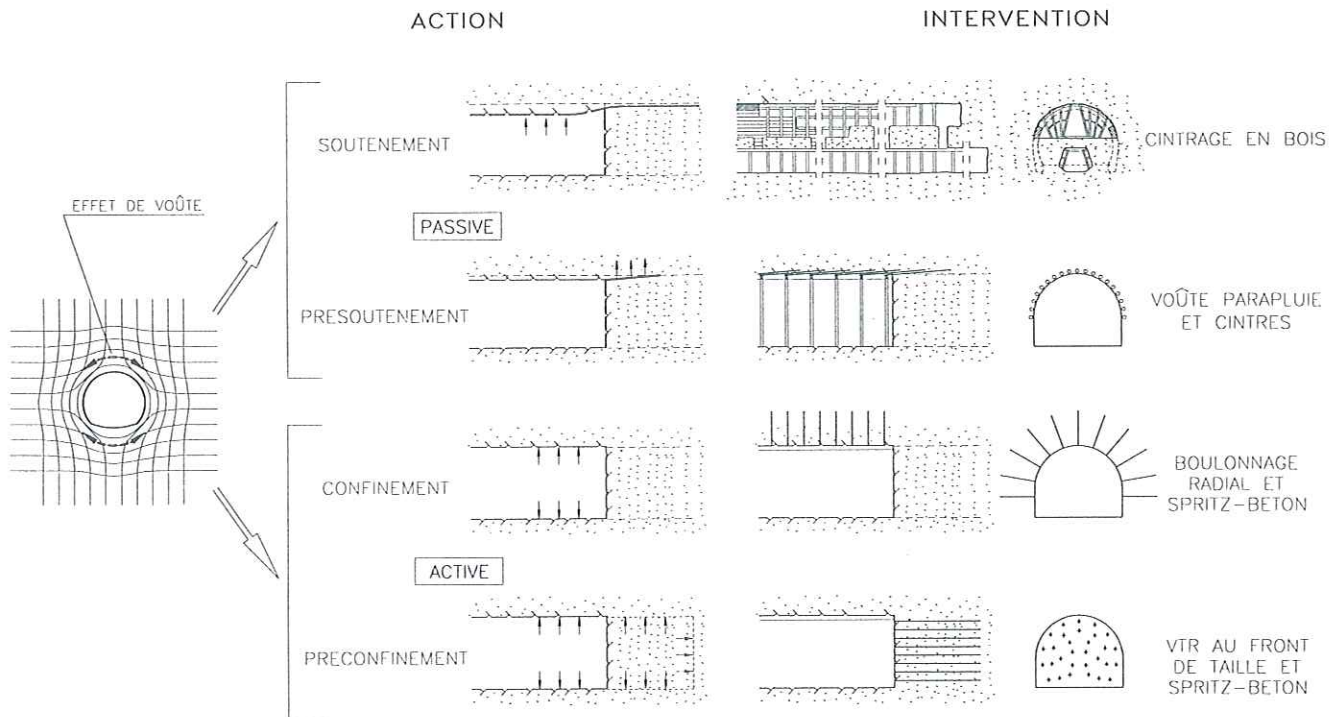 ACTION
INTERVENTION
EFFET DE VOÛTE
SOUTENEMENT
CINTRAGE EN BOIS
PASSIVE
PRESOUTENEMENT
VOÛTE PARAPLUIE
ET CINTRES
CONFINEMENT
BOULONNAGE
RADIAL ET
SPRITZ-BETON
ACTIVE
PRECONFINEMENT
VTR AU FRONT
DE TAILLE ET
SPRITZ-BETON